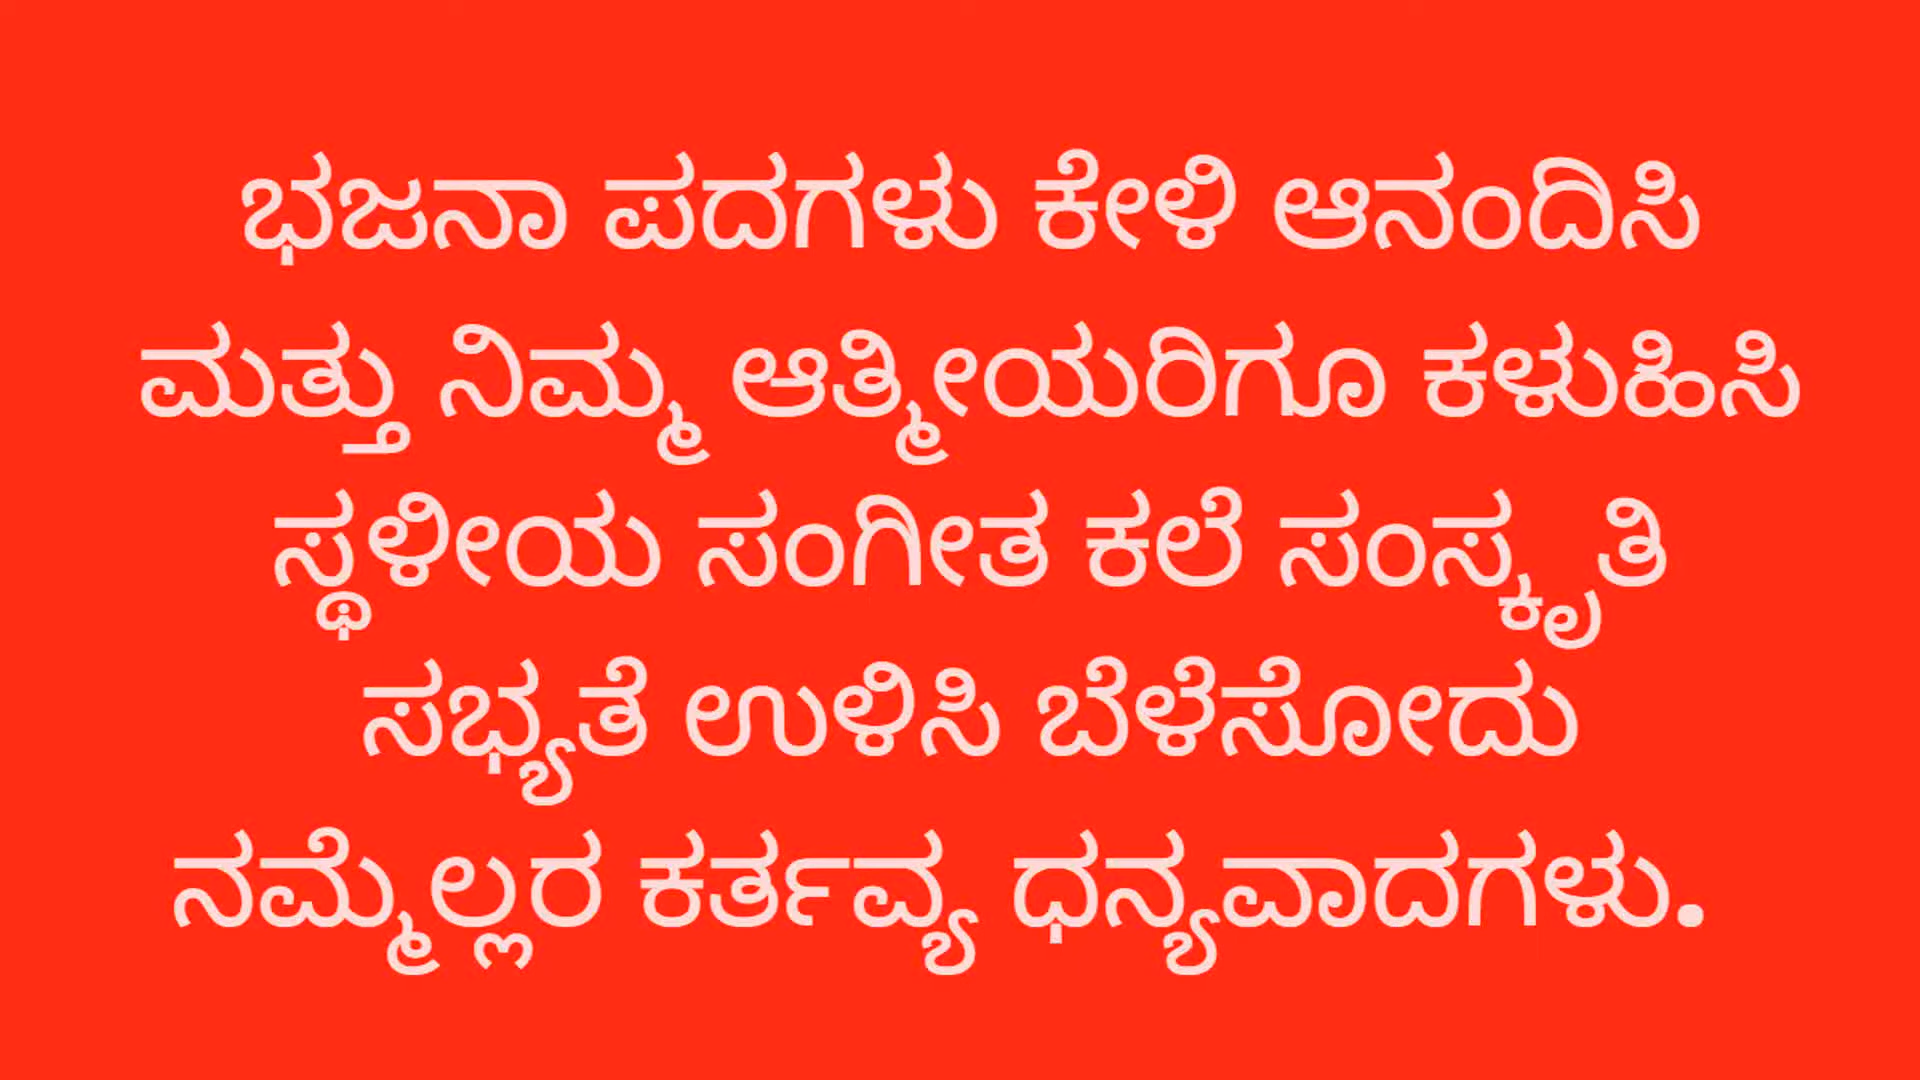 ಭಜನಾ ಪದಗಳು ಕೇಳಿ ಆನಂದಿಸಿ
ಮತ್ತು ನಿಮ್ಮ ಆತ್ಮೀಯರಿಗೂ ಕಳುಹಿಸಿ
ಸ್ಥಳೀಯ ಸಂಗೀತ ಕಲೆ ಸಂಸ್ಕೃತಿ
ಸಭ್ಯತೆ ಉಳಿಸಿ ಬೆಳೆಸೋದು
ನಮ್ಮೆಲ್ಲರ ಕರ್ತವ್ಯ ಧನ್ಯವಾದಗಳು.